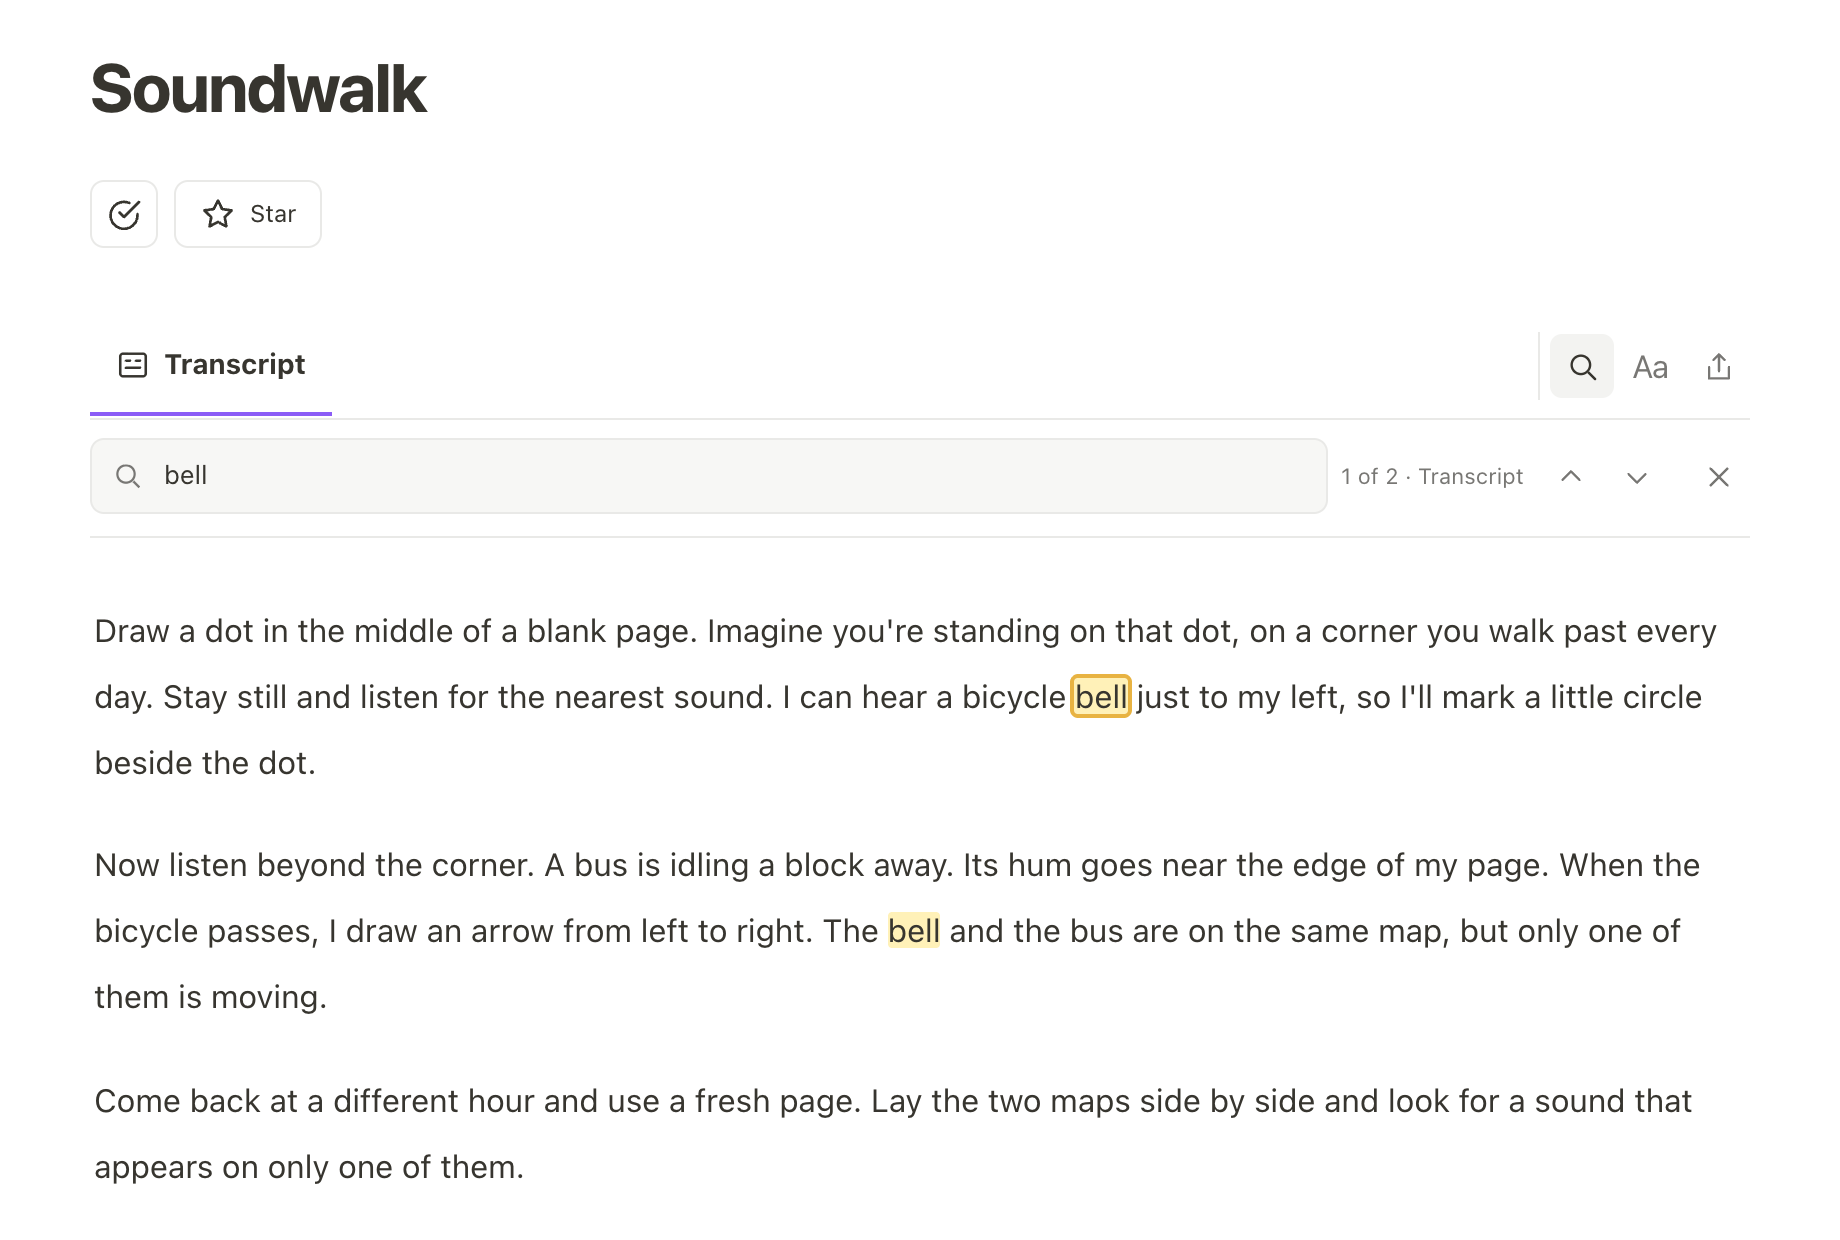 Soundwalk
Star
Transcript
Aa
bell
1 of 2 · Transcript
Draw a dot in the middle of a blank page. Imagine you're standing on that dot, on a corner you walk past every
day. Stay still and listen for the nearest sound. I can hear a bicycle bell just to my left, so I'll mark a little circle
beside the dot.
Now listen beyond the corner. A bus is idling a block away. Its hum goes near the edge of my page. When the
bicycle passes, I draw an arrow from left to right. The bell and the bus are on the same map, but only one of
them is moving.
Come back at a different hour and use a fresh page. Lay the two maps side by side and look for a sound that
appears on only one of them.